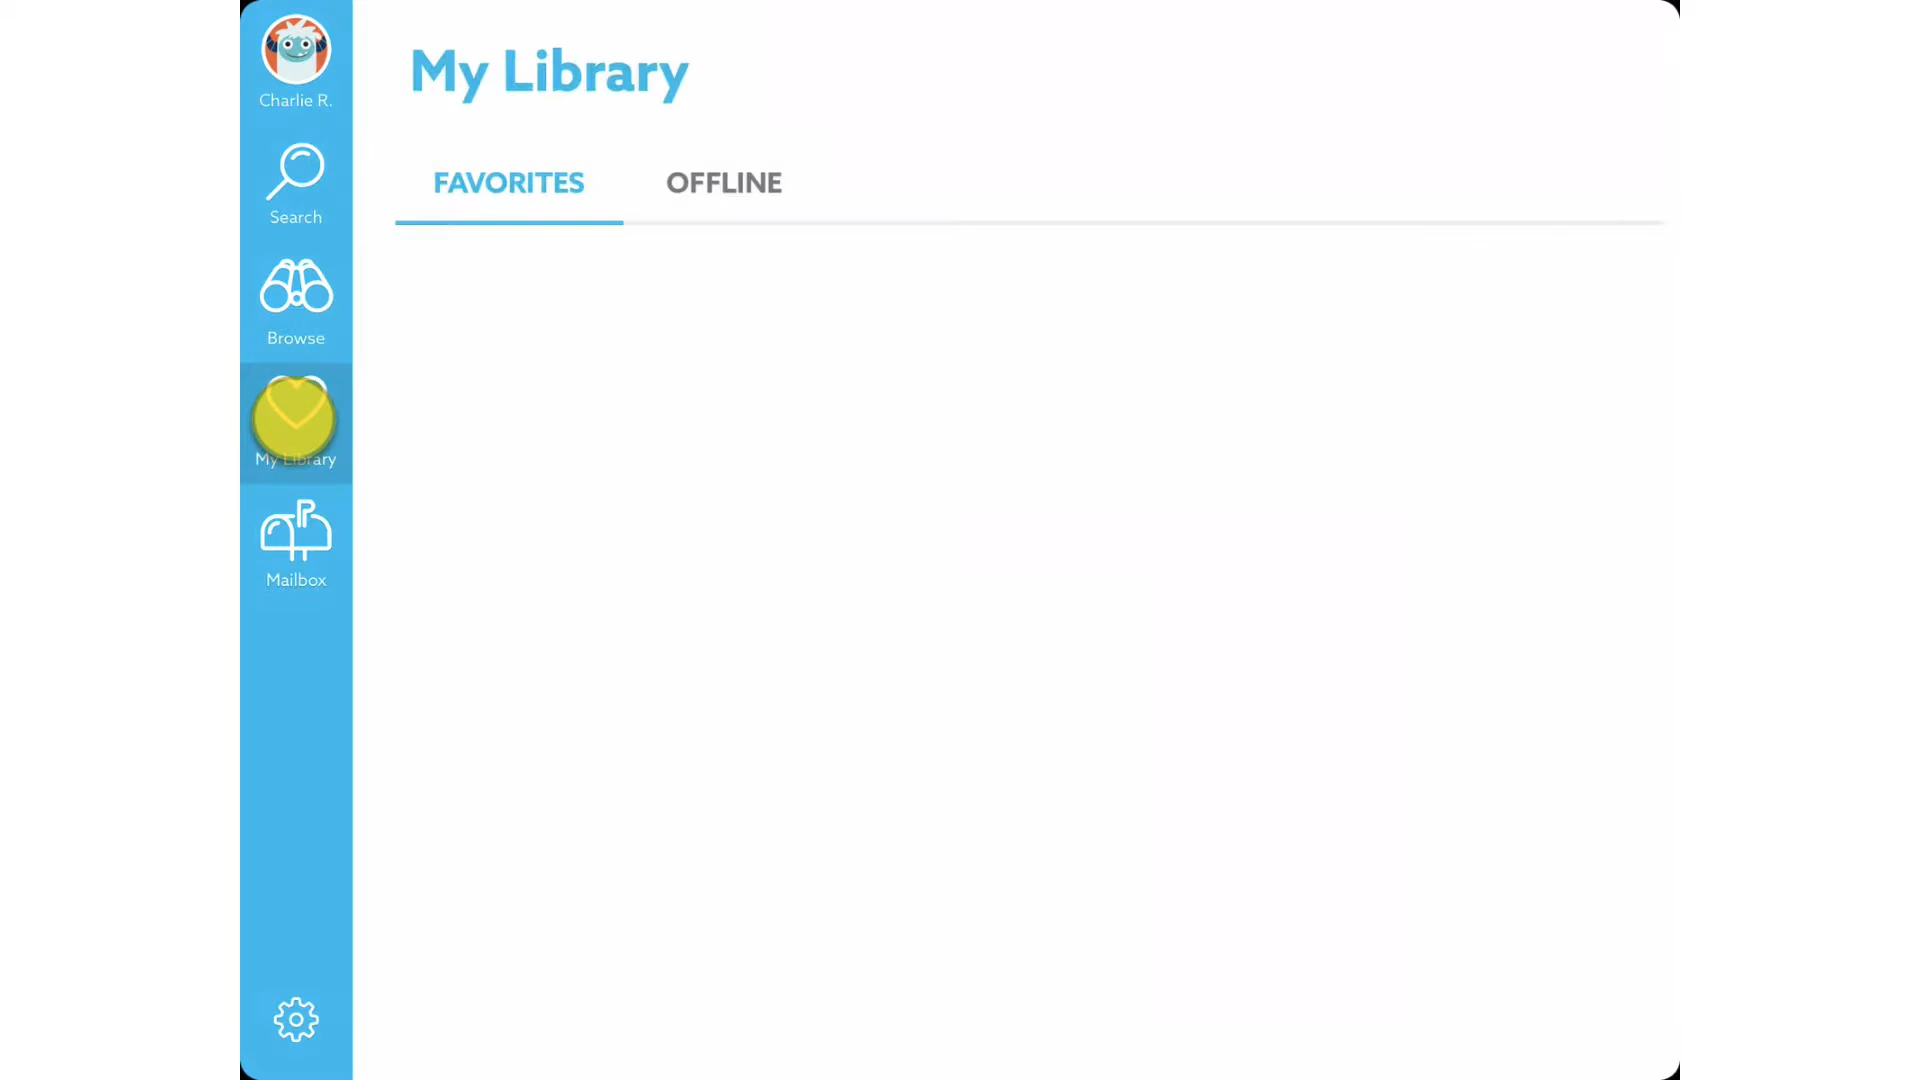 Charlie R.
Search
Browse
My Library
Mailbox
My Library
FAVORITES
OFFLINE